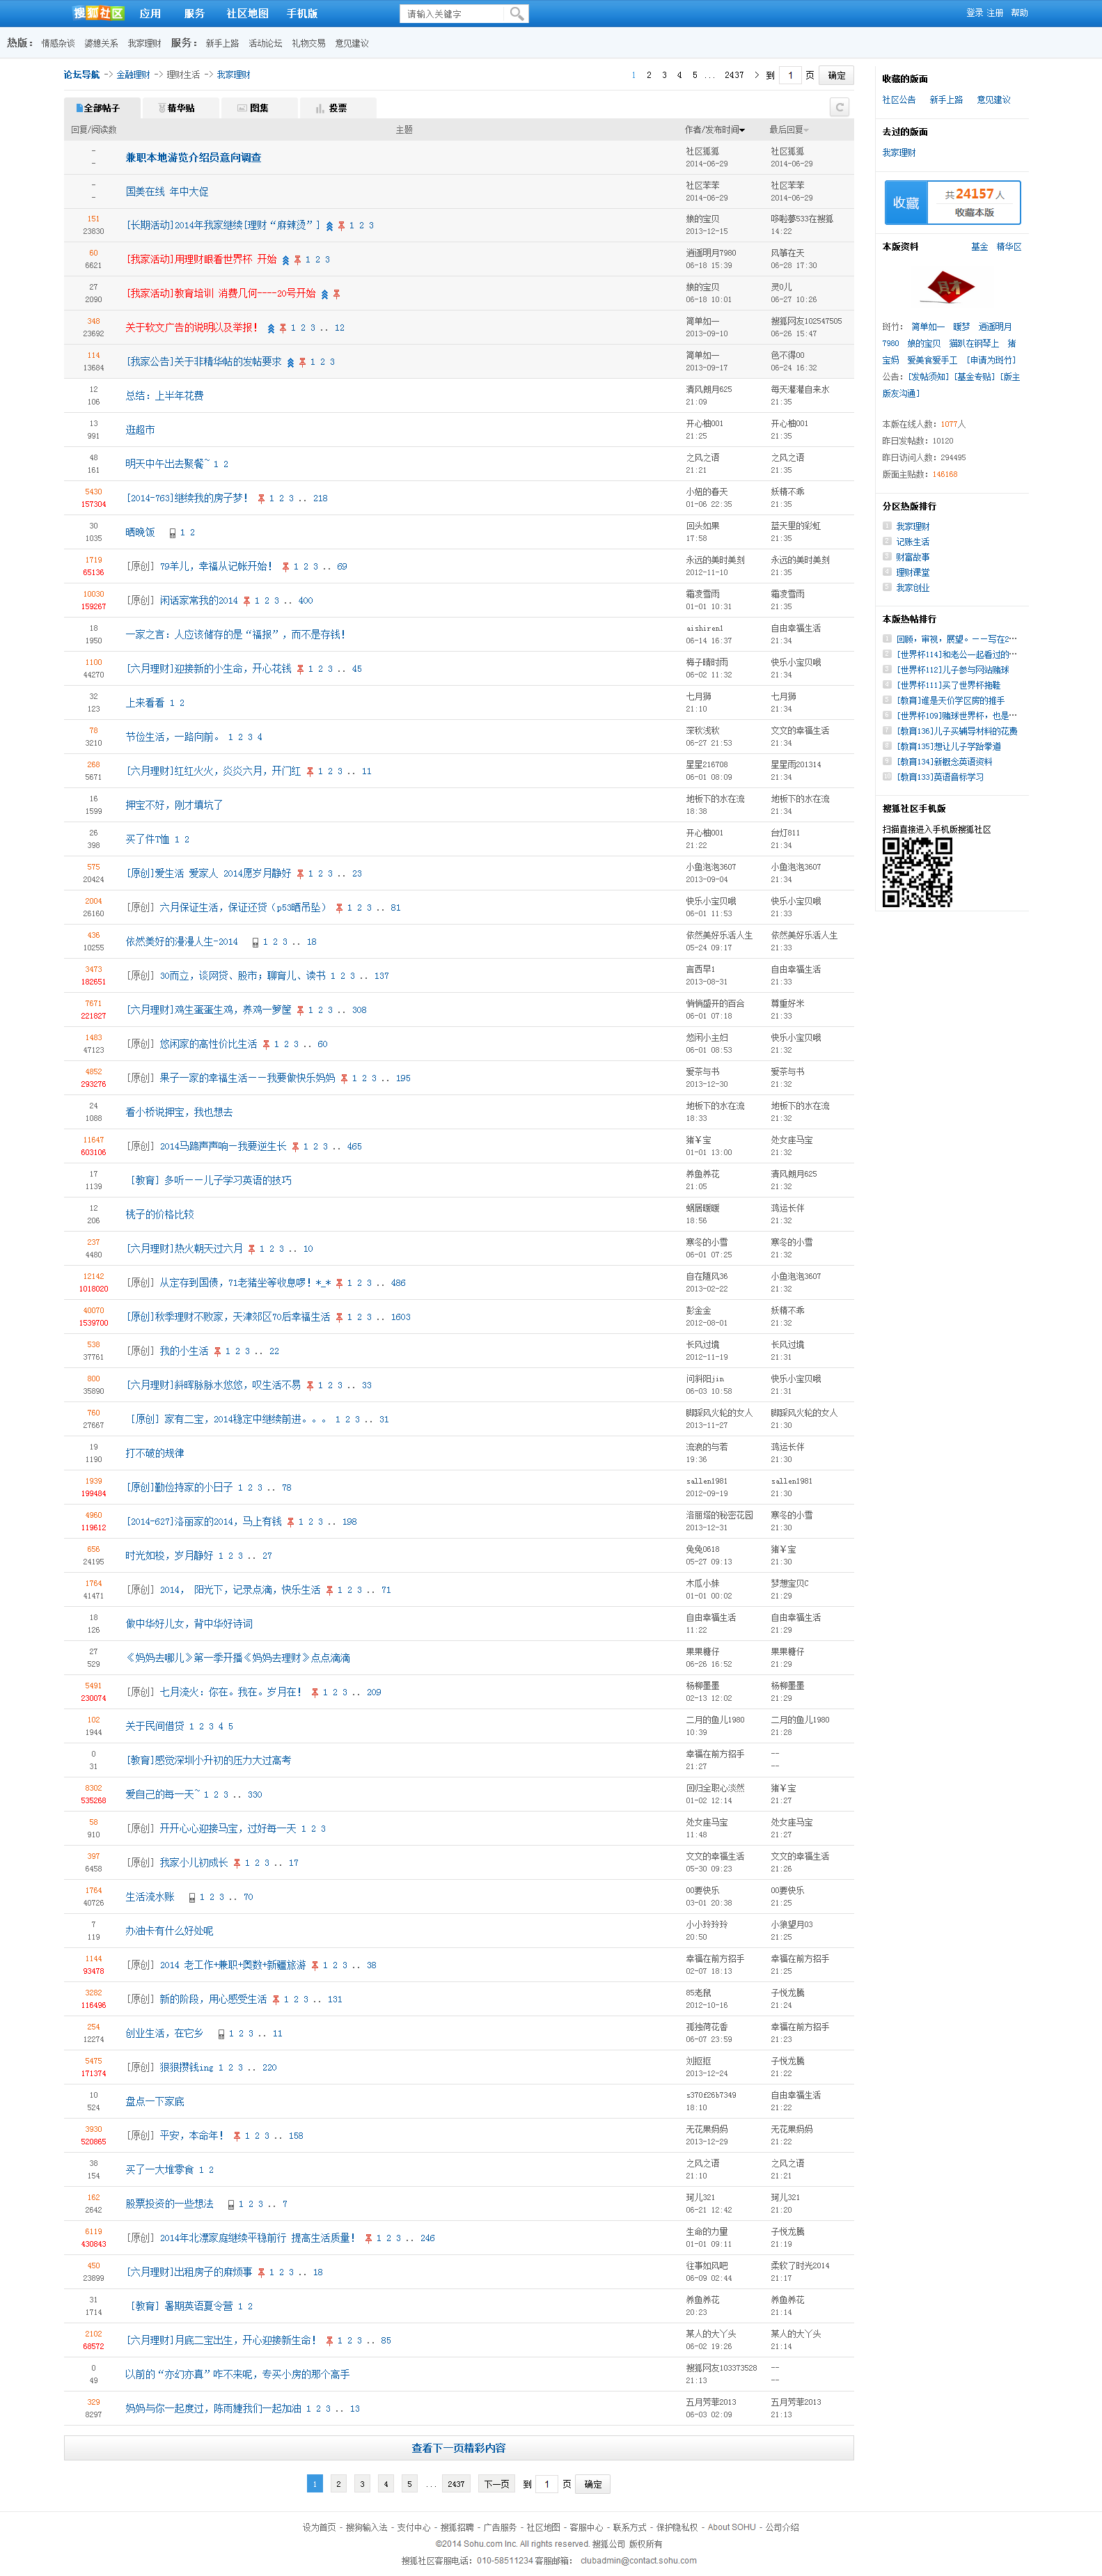 搜狐社区 应用 服务 社区地图 手机版 请输入关键字 登录 注册 帮助
热版： 情感杂谈 婆媳关系 我家理财 服务： 新手上路 活动论坛 礼物交易 意见建议
论坛导航 -> 金融理财 -> 理财生活 -> 我家理财 1 2 3 4 5 ... 2437 > 到 1 页 确定
全部帖子 精华贴 图集 投票
回复/阅读数 主题 作者/发布时间 最后回复
- 兼职本地游览介绍员意向调查 社区狐狐 社区狐狐
- 2014-06-29 2014-06-29
- 国美在线 年中大促 社区苯苯 社区苯苯
- 2014-06-29 2014-06-29
151 [长期活动]2014年我家继续[理财“麻辣烫”] 1 2 3 娘的宝贝 哆啦夢533在搜狐
23830 2013-12-15 14:22
60 [我家活动]用理财眼看世界杯 开始 1 2 3 逍遥明月7980 风筝在天
6621 06-18 15:39 06-28 17:30
27 [我家活动]教育培训 消费几何----20号开始 娘的宝贝 灵0儿
2090 06-18 10:01 06-27 10:26
348 关于软文广告的说明以及举报！ 1 2 3 .. 12 简单如一 搜狐网友102547505
23692 2013-09-10 06-26 15:47
114 [我家公告]关于非精华帖的发帖要求 1 2 3 简单如一 色不得00
13684 2013-09-17 06-24 16:32
12 总结：上半年花费 清风朗月625 每天灌灌自来水
106 21:09 21:35
13 逛超市 开心柚001 开心柚001
991 21:25 21:35
48 明天中午出去聚餐~ 1 2 之风之语 之风之语
161 21:21 21:35
5430 [2014-763]继续我的房子梦！ 1 2 3 .. 218 小妞的春天 妖精不乖
157304 01-06 22:35 21:35
30 晒晚饭 1 2 回头如果 蓝天里的彩虹
1035 17:58 21:35
1719 [原创] 79羊儿，幸福从记帐开始！ 1 2 3 .. 69 永远的美时美刻 永远的美时美刻
65136 2012-11-10 21:35
10030 [原创] 闲话家常我的2014 1 2 3 .. 400 霜凌雪雨 霜凌雪雨
159267 01-01 10:31 21:35
18 一家之言：人应该储存的是“福报”，而不是存钱！ aishiren1 自由幸福生活
1950 06-14 16:37 21:34
1100 [六月理财]迎接新的小生命，开心花钱 1 2 3 .. 45 梅子晴时雨 快乐小宝贝哦
44270 06-02 11:32 21:34
32 上来看看 1 2 七月狮 七月狮
123 21:10 21:34
78 节俭生活，一路向前。 1 2 3 4 深秋浅秋 文文的幸福生活
3210 06-27 21:53 21:34
268 [六月理财]红红火火，炎炎六月，开门红 1 2 3 .. 11 星星216708 星星雨201314
5671 06-01 08:09 21:34
16 押宝不好，刚才填坑了 地板下的水在流 地板下的水在流
1599 18:38 21:34
26 买了件T恤 1 2 开心柚001 台灯811
398 21:22 21:34
575 [原创]爱生活 爱家人 2014愿岁月静好 1 2 3 .. 23 小鱼泡泡3607 小鱼泡泡3607
20424 2013-09-04 21:34
2004 [原创] 六月保证生活，保证还贷（p53晒吊坠） 1 2 3 .. 81 快乐小宝贝哦 快乐小宝贝哦
26160 06-01 11:53 21:33
436 依然美好的漫漫人生-2014 1 2 3 .. 18 依然美好乐活人生 依然美好乐活人生
10255 05-24 09:17 21:33
3473 [原创] 30而立，谈网贷、股市；聊育儿、读书 1 2 3 .. 137 言西早1 自由幸福生活
182651 2013-08-31 21:33
7671 [六月理财]鸡生蛋蛋生鸡，养鸡一箩筐 1 2 3 .. 308 俏俏盛开的百合 尊重好米
221827 06-01 07:18 21:33
1483 [原创] 悠闲家的高性价比生活 1 2 3 .. 60 悠闲小主妇 快乐小宝贝哦
47123 06-01 08:53 21:32
4852 [原创] 果子一家的幸福生活——我要做快乐妈妈 1 2 3 .. 195 爱茶与书 爱茶与书
293276 2013-12-30 21:32
24 看小桥说押宝，我也想去 地板下的水在流 地板下的水在流
1088 18:33 21:32
11647 [原创] 2014马蹄声声响—我要逆生长 1 2 3 .. 465 猪￥宝 处女座马宝
603106 01-01 13:00 21:32
17 [教育] 多听——儿子学习英语的技巧 养鱼养花 清风朗月625
1139 21:05 21:32
12 桃子的价格比较 蜗居暖暖 鸿运长伴
206 18:56 21:32
237 [六月理财]热火朝天过六月 1 2 3 .. 10 寒冬的小雪 寒冬的小雪
4480 06-01 07:25 21:32
12142 [原创] 从定存到国债，71老猪坐等收息啰！*_* 1 2 3 .. 486 自在随风36 小鱼泡泡3607
1018020 2013-02-22 21:32
40070 [原创]秋季理财不败家，天津郊区70后幸福生活 1 2 3 .. 1603 彭金金 妖精不乖
1539700 2012-08-01 21:32
538 [原创] 我的小生活 1 2 3 .. 22 长风过境 长风过境
37761 2012-11-19 21:31
800 [六月理财]斜晖脉脉水悠悠，叹生活不易 1 2 3 .. 33 问斜阳jin 快乐小宝贝哦
35890 06-03 10:58 21:31
760 [原创] 家有二宝，2014稳定中继续前进。。。 1 2 3 .. 31 脚踩风火轮的女人 脚踩风火轮的女人
27667 2013-11-27 21:30
19 打不破的规律 流浪的与若 鸿运长伴
1190 19:36 21:30
1939 [原创]勤俭持家的小日子 1 2 3 .. 78 sallen1981 sallen1981
199484 2012-09-19 21:30
4960 [2014-627]洛丽家的2014，马上有钱 1 2 3 .. 198 洛丽塔的秘密花园 寒冬的小雪
119612 2013-12-31 21:30
656 时光如梭，岁月静好 1 2 3 .. 27 兔兔0618 猪￥宝
24195 05-27 09:13 21:30
1764 [原创] 2014， 阳光下，记录点滴，快乐生活 1 2 3 .. 71 木瓜小妹 梦想宝贝C
41471 01-01 00:02 21:29
18 做中华好儿女，背中华好诗词 自由幸福生活 自由幸福生活
126 11:22 21:29
27 《妈妈去哪儿》第一季开播《妈妈去理财》点点滴滴 果果糖仔 果果糖仔
529 06-26 16:52 21:29
5491 [原创] 七月流火：你在。我在。岁月在！ 1 2 3 .. 209 杨柳墨墨 杨柳墨墨
230074 02-13 12:02 21:29
102 关于民间借贷 1 2 3 4 5 二月的鱼儿1980 二月的鱼儿1980
1944 10:39 21:28
0 [教育]感觉深圳小升初的压力大过高考 幸福在前方招手 --
31 21:27 --
8302 爱自己的每一天~ 1 2 3 .. 330 回归全职心淡然 猪￥宝
535268 01-02 12:14 21:27
58 [原创] 开开心心迎接马宝，过好每一天 1 2 3 处女座马宝 处女座马宝
910 11:48 21:27
397 [原创] 我家小儿初成长 1 2 3 .. 17 文文的幸福生活 文文的幸福生活
6458 05-30 09:23 21:26
1764 生活流水账 1 2 3 .. 70 00要快乐 00要快乐
40726 03-01 20:38 21:25
7 办油卡有什么好处呢 小小玲玲玲 小狼望月03
119 20:50 21:25
1144 [原创] 2014 老工作+兼职+奥数+新疆旅游 1 2 3 .. 38 幸福在前方招手 幸福在前方招手
93478 02-07 18:13 21:25
3282 [原创] 新的阶段，用心感受生活 1 2 3 .. 131 85老鼠 子悦龙腾
116496 2012-10-16 21:24
254 创业生活，在它乡 1 2 3 .. 11 孤独荷花香 幸福在前方招手
12274 06-07 23:59 21:23
5475 [原创] 狠狠攒钱ing 1 2 3 .. 220 刘抠抠 子悦龙腾
171374 2013-12-24 21:22
10 盘点一下家底 s370f26b7349 自由幸福生活
524 18:10 21:22
3930 [原创] 平安，本命年！ 1 2 3 .. 158 无花果妈妈 无花果妈妈
520865 2013-12-29 21:22
38 买了一大堆零食 1 2 之风之语 之风之语
154 21:10 21:21
162 股票投资的一些想法 1 2 3 .. 7 珂儿321 珂儿321
2642 06-21 12:42 21:20
6119 [原创] 2014年北漂家庭继续平稳前行 提高生活质量！ 1 2 3 .. 246 生命的力量 子悦龙腾
430843 01-01 09:11 21:19
450 [六月理财]出租房子的麻烦事 1 2 3 .. 18 往事如风吧 柔软了时光2014
23899 06-09 02:44 21:17
31 [教育] 暑期英语夏令营 1 2 养鱼养花 养鱼养花
1714 20:23 21:14
2102 [六月理财]月底二宝出生，开心迎接新生命！ 1 2 3 .. 85 某人的大丫头 某人的大丫头
68572 06-02 19:26 21:14
0 以前的“亦幻亦真”咋不来呢，专买小房的那个高手 搜狐网友103373528 --
49 21:13 --
329 妈妈与你一起度过，陈雨婕我们一起加油 1 2 3 .. 13 五月芳菲2013 五月芳菲2013
8297 06-03 02:09 21:13
查看下一页精彩内容
1 2 3 4 5 ... 2437 下一页 到 1 页 确定
收藏的版面
社区公告 新手上路 意见建议
去过的版面
我家理财
收藏 共24157人
收藏本版
本版资料 基金 精华区
斑竹： 简单如一 暖梦 逍遥明月
7980 娘的宝贝 猫趴在钢琴上 猪
宝妈 爱美食爱手工 [申请为斑竹]
公告：[发帖须知] [基金专贴] [版主
版友沟通]
本版在线人数：1077人
昨日发帖数：10120
昨日访问人数：294495
版面主贴数：146168
分区热版排行
1 我家理财
2 记账生活
3 财富故事
4 理财课堂
5 我家创业
本版热帖排行
1 回顾，审视，展望。——写在2…
2 [世界杯114]和老公一起看过的…
3 [世界杯112]儿子参与网站赌球
4 [世界杯111]买了世界杯拖鞋
5 [教育]谁是天价学区房的推手
6 [世界杯109]赌球世界杯，也是…
7 [教育136]儿子买辅导材料的花费
8 [教育135]想让儿子学跆拳道
9 [教育134]新概念英语资料
10 [教育133]英语音标学习
搜狐社区手机版
扫描直接进入手机版搜狐社区
设为首页 - 搜狗输入法 - 支付中心 - 搜狐招聘 - 广告服务 - 社区地图 - 客服中心 - 联系方式 - 保护隐私权 - About SOHU - 公司介绍
©2014 Sohu.com Inc. All rights reserved. 搜狐公司 版权所有
搜狐社区客服电话：010-58511234 客服邮箱： clubadmin@contact.sohu.com